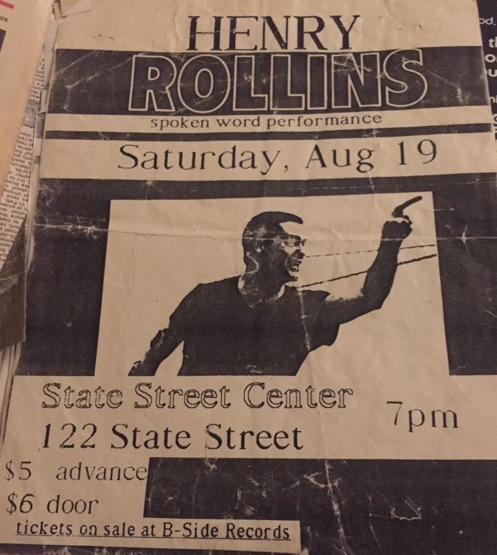 HENRY
ROLLINS
spoken word performance
Saturday, Aug 19
State Street Center
7pm
122 State Street
$5 advance
$6 door
tickets on sale at B-Side Records